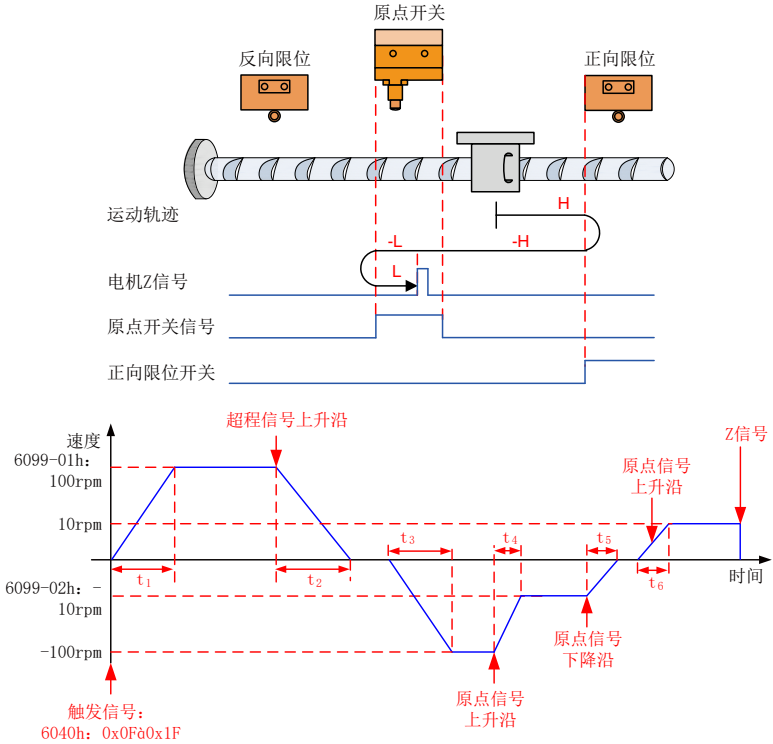 原点开关
反向限位
正向限位
运动轨迹
H
-L
-H
L
电机Z信号
原点开关信号
正向限位开关
超程信号上升沿
Z信号
速度
6099-01h：
100rpm
原点信号
上升沿
10rpm
t₃
t₄
t₅
t₁
t₂
t₆
时间
6099-02h：-
10rpm
原点信号
下降沿
-100rpm
原点信号
上升沿
触发信号：
6040h：0x0Fà0x1F